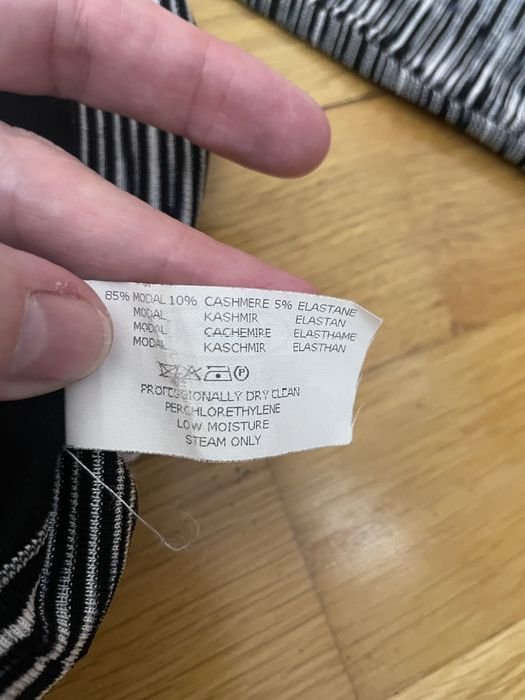 85% MODAL 10% CASHMERE 5% ELASTANE
MODAL KASHMIR ELASTAN
MODAL CACHEMIRE ELASTHAME
MODAL KASCHMIR ELASTHAN
P
PROFESSIONALLY DRY CLEAN
PERCHLORETHYLENE
LOW MOISTURE
STEAM ONLY